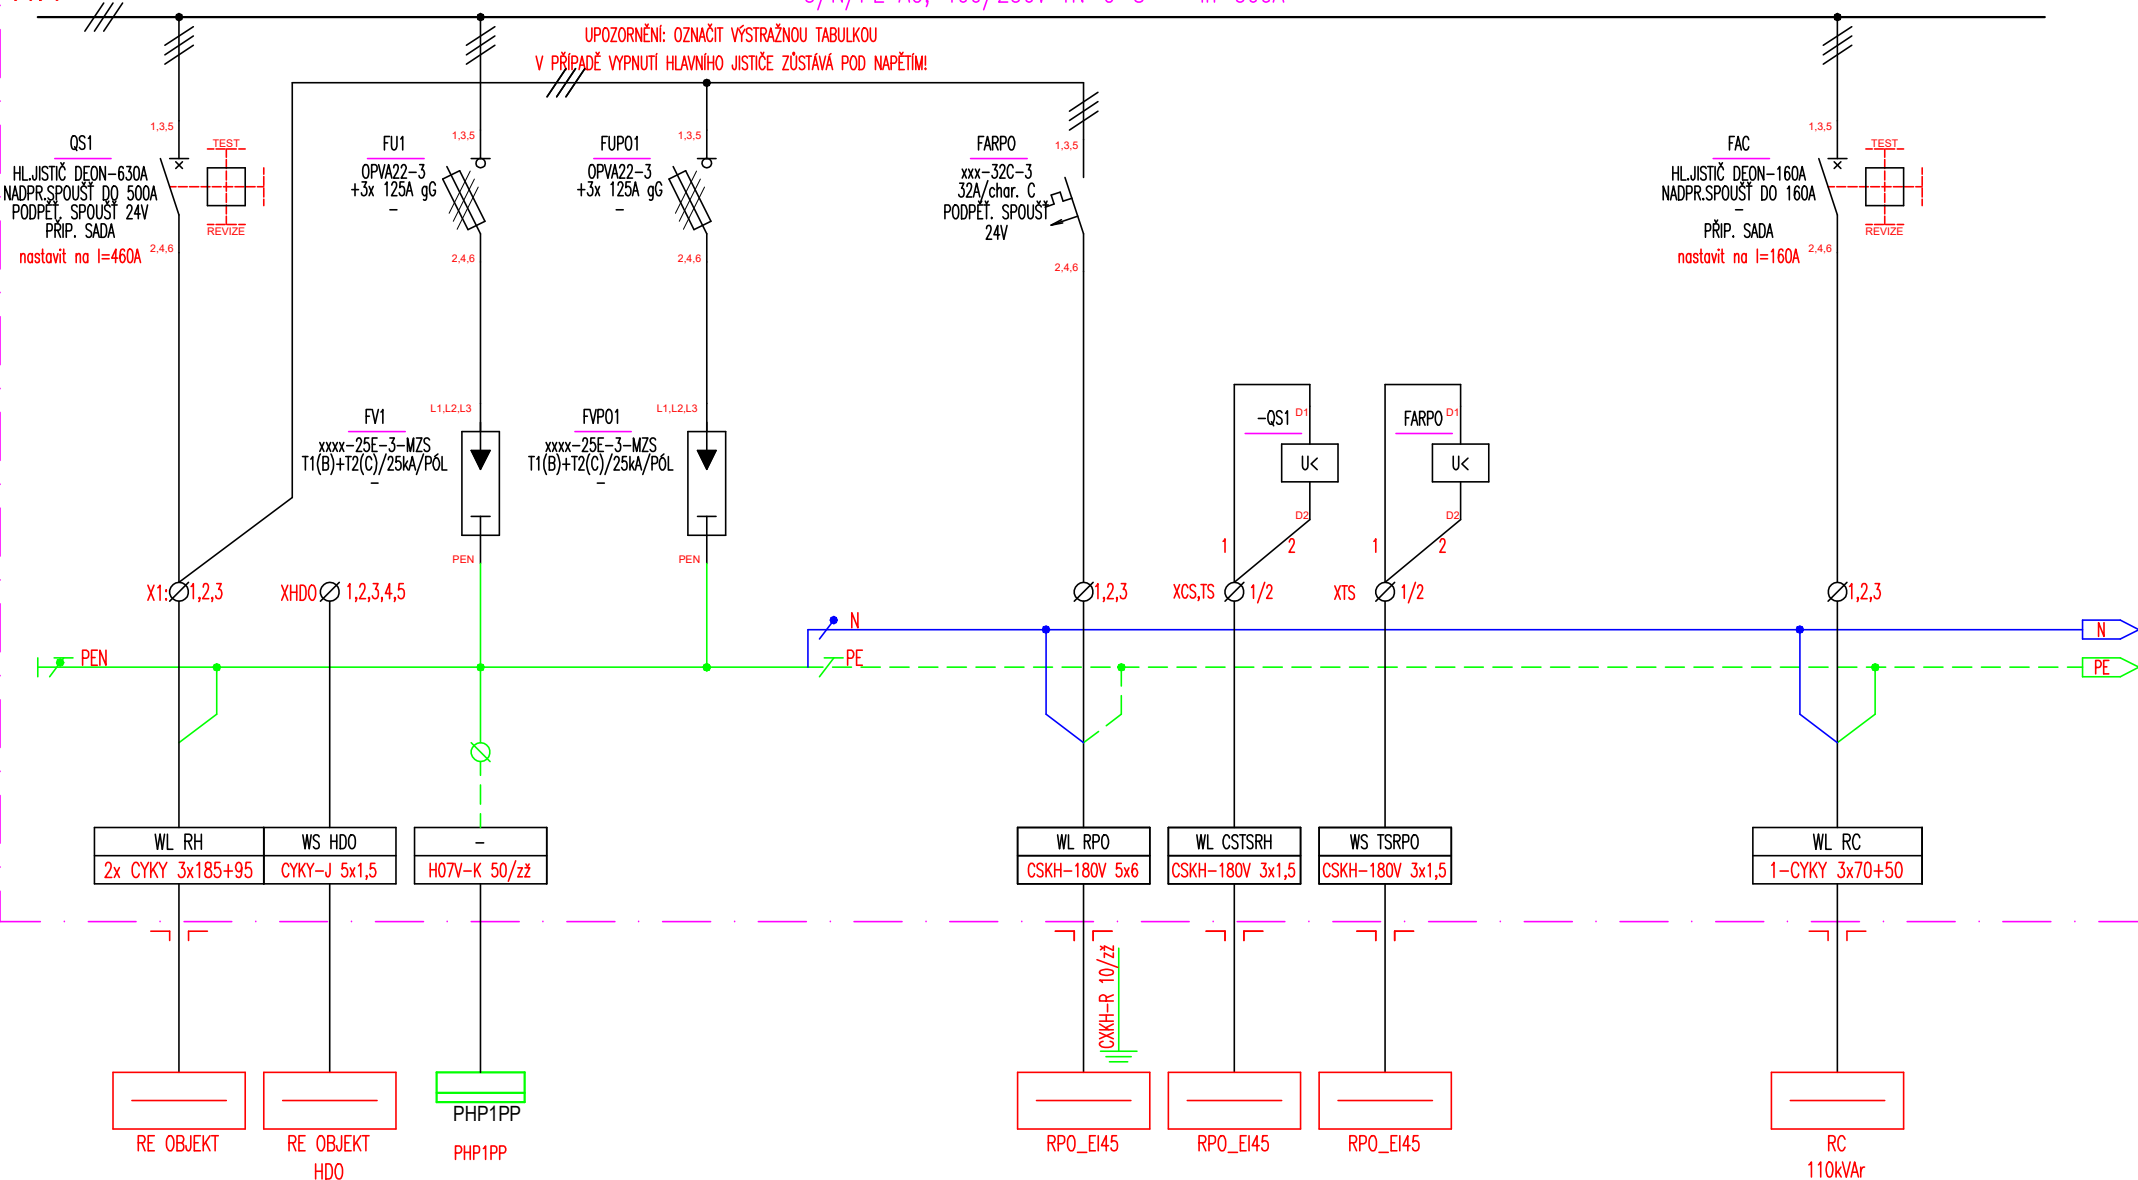 UPOZORNĚNÍ: OZNAČIT VÝSTRAŽNOU TABULKOU
V PŘÍPADĚ VYPNUTÍ HLAVNÍHO JISTIČE ZŮSTÁVÁ POD NAPĚTÍM!
QS1
HL.JISTIČ DEON-630A
NADPR.SPOUŠŤ DO 500A
PODPĚŤ. SPOUŠŤ 24V
PŘIP. SADA
nastavit na I=460A
1,3,5
2,4,6
TEST
REVIZE
FU1
OPVA22-3
+3x 125A gG
-
1,3,5
2,4,6
FUPO1
OPVA22-3
+3x 125A gG
-
1,3,5
2,4,6
FARPO
xxx-32C-3
32A/char. C
PODPĚŤ. SPOUŠŤ
24V
1,3,5
2,4,6
FAC
HL.JISTIČ DEON-160A
NADPR.SPOUŠŤ DO 160A
-
PŘIP. SADA
nastavit na I=160A
1,3,5
2,4,6
TEST
REVIZE
FV1
xxxx-25E-3-MZS
T1(B)+T2(C)/25kA/PÓL
-
L1,L2,L3
PEN
FVPO1
xxxx-25E-3-MZS
T1(B)+T2(C)/25kA/PÓL
-
L1,L2,L3
PEN
-QS1
D1
U<
D2
1
2
FARPO
D1
U<
D2
1
2
X1:
1,2,3
XHDO
1,2,3,4,5
1,2,3
XCS,TS
1/2
XTS
1/2
1,2,3
N
N
PEN
PE
PE
WL RH
2x CYKY 3x185+95
WS HDO
CYKY-J 5x1,5
-
H07V-K 50/zž
WL RPO
CSKH-180V 5x6
WL CSTSRH
CSKH-180V 3x1,5
WS TSRPO
CSKH-180V 3x1,5
WL RC
1-CYKY 3x70+50
CXKH-R 10/zž
RE OBJEKT
RE OBJEKT
HDO
PHP1PP
PHP1PP
RPO_EI45
RPO_EI45
RPO_EI45
RC
110kVAr